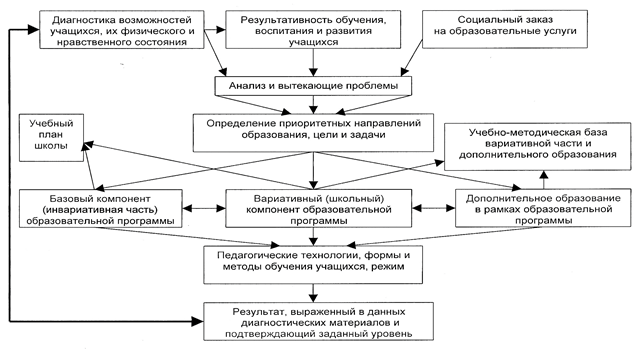 Диагностика возможностей
учащихся, их физического и
нравственного состояния
Результативность обучения,
воспитания и развития
учащихся
Социальный заказ
на образовательные услуги
Анализ и вытекающие проблемы
Определение приоритетных направлений
образования, цели и задачи
Учебный
план
школы
Учебно-методическая база
вариативной части и
дополнительного образования
Базовый компонент
(инвариативная часть)
образовательной программы
Вариативный (школьный)
компонент образовательной
программы
Дополнительное образование
в рамках образовательной
программы
Педагогические технологии, формы и
методы обучения учащихся, режим
Результат, выраженный в данных
диагностических материалов и
подтверждающий заданный уровень